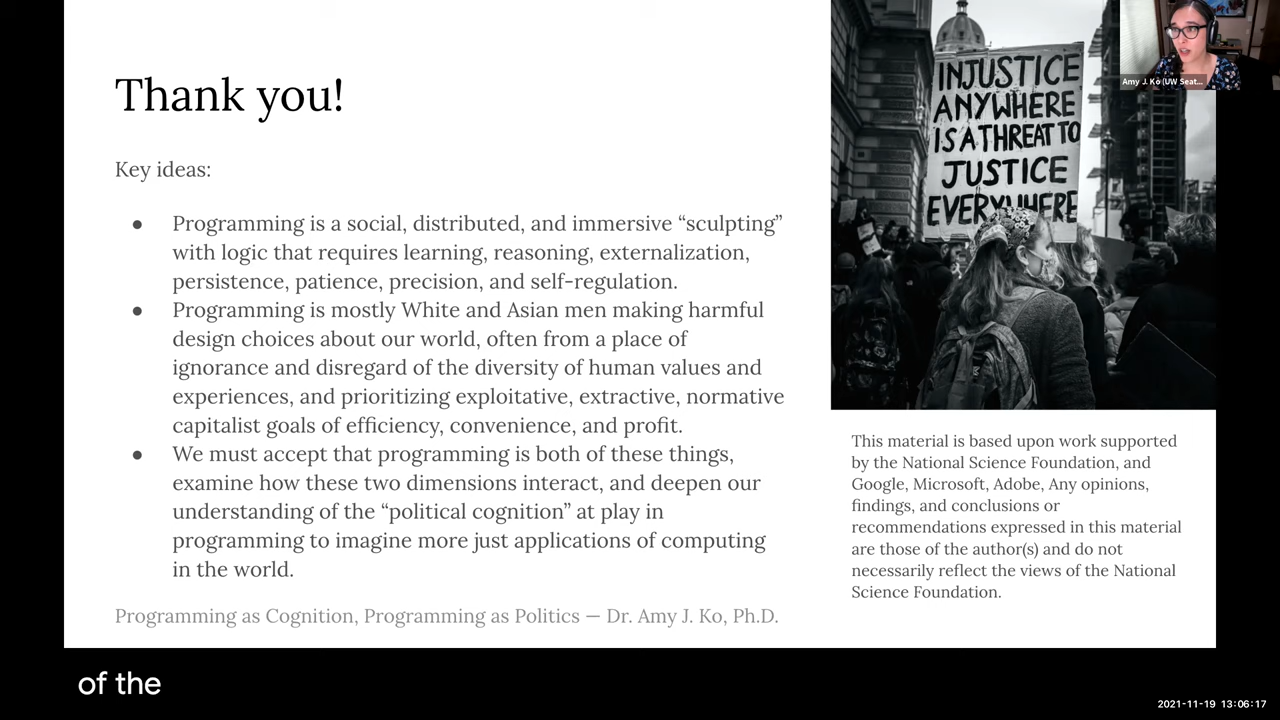 Thank you!
Key ideas:
● Programming is a social, distributed, and immersive “sculpting”
with logic that requires learning, reasoning, externalization,
persistence, patience, precision, and self-regulation.
● Programming is mostly White and Asian men making harmful
design choices about our world, often from a place of
ignorance and disregard of the diversity of human values and
experiences, and prioritizing exploitative, extractive, normative
capitalist goals of efficiency, convenience, and profit.
● We must accept that programming is both of these things,
examine how these two dimensions interact, and deepen our
understanding of the “political cognition” at play in
programming to imagine more just applications of computing
in the world.
Programming as Cognition, Programming as Politics — Dr. Amy J. Ko, Ph.D.
INJUSTICE
ANYWHERE
IS A THREAT TO
JUSTICE
EVERYWHERE
Amy J. Ko (UW Seat...
This material is based upon work supported
by the National Science Foundation, and
Google, Microsoft, Adobe, Any opinions,
findings, and conclusions or
recommendations expressed in this material
are those of the author(s) and do not
necessarily reflect the views of the National
Science Foundation.
of the
2021-11-19 13:06:17